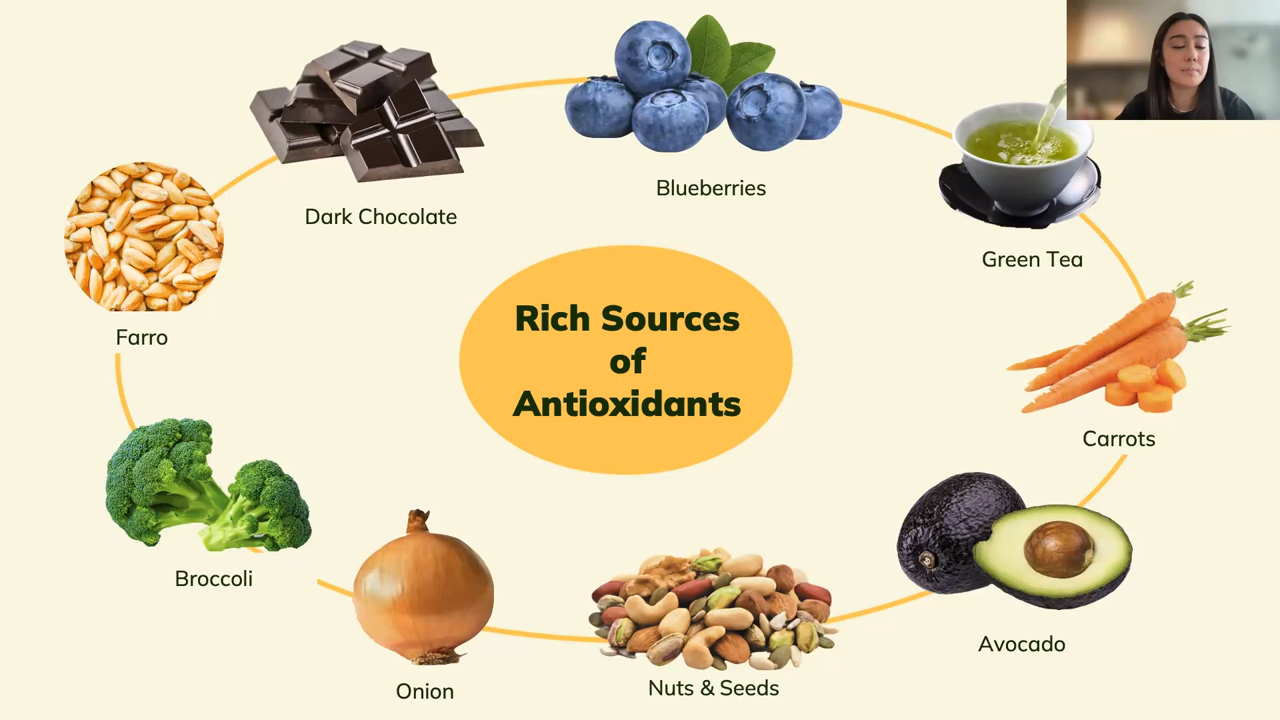 Blueberries
Dark Chocolate
Green Tea
Rich Sources
of
Antioxidants
Farro
Carrots
Broccoli
Avocado
Onion
Nuts & Seeds